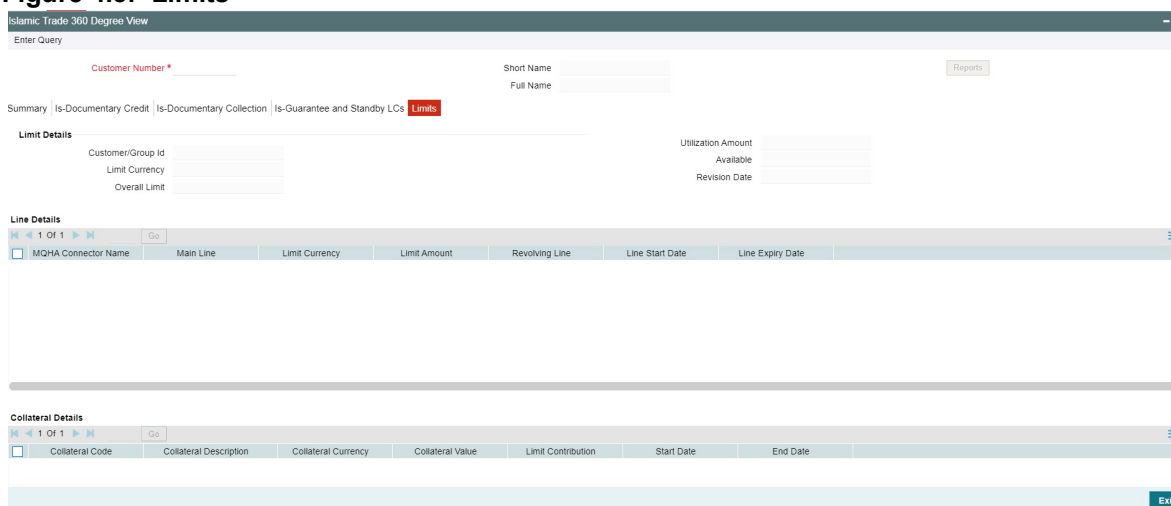 Islamic Trade 360 Degree View
Enter Query
Customer Number *
Short Name
Full Name
Reports
Summary Is-Documentary Credit Is-Documentary Collection Is-Guarantee and Standby LCs Limits
Limit Details
Customer/Group Id
Limit Currency
Overall Limit
Utilization Amount
Available
Revision Date
Line Details
1 Of 1 Go
MQHA Connector Name Main Line Limit Currency Limit Amount Revolving Line Line Start Date Line Expiry Date
Collateral Details
1 Of 1 Go
Collateral Code Collateral Description Collateral Currency Collateral Value Limit Contribution Start Date End Date